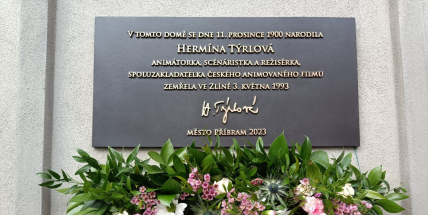 V TOMTO DOMĚ SE DNE 11. PROSINCE 1900 NARODILA
HERMÍNA TÝRLOVÁ
ANIMÁTORKA, SCÉNÁRISTKA A REŽISÉRKA,
SPOLUZAKLADATELKA ČESKÉHO ANIMOVANÉHO FILMU
ZEMŘELA VE ZLÍNĚ 3. KVĚTNA 1993
H Týrlová
MĚSTO PŘÍBRAM 2023